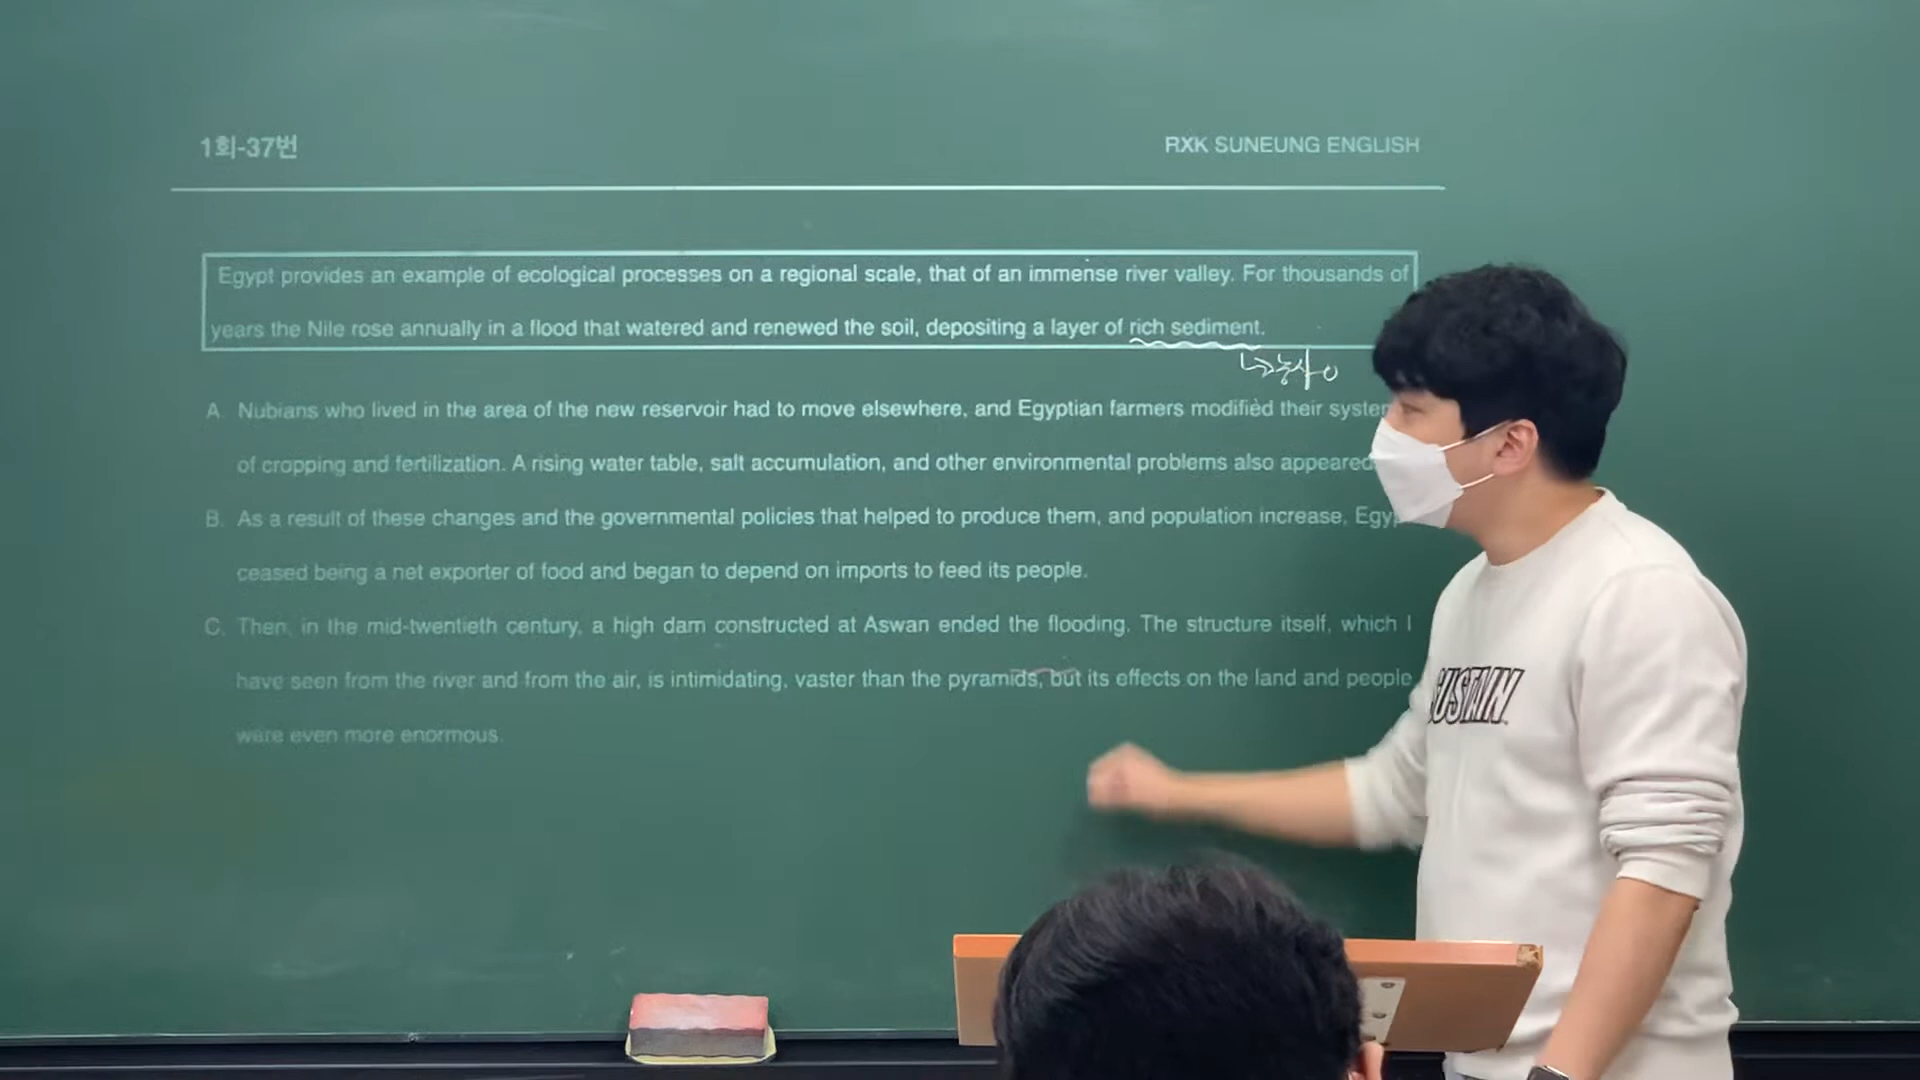 1회-37번
RXK SUNEUNG ENGLISH
Egypt provides an example of ecological processes on a regional scale, that of an immense river valley. For thousands of
years the Nile rose annually in a flood that watered and renewed the soil, depositing a layer of rich sediment.
농사 O
A. Nubians who lived in the area of the new reservoir had to move elsewhere, and Egyptian farmers modified their system
of cropping and fertilization. A rising water table, salt accumulation, and other environmental problems also appeared
B. As a result of these changes and the governmental policies that helped to produce them, and population increase, Egyp
ceased being a net exporter of food and began to depend on imports to feed its people.
C. Then, in the mid-twentieth century, a high dam constructed at Aswan ended the flooding. The structure itself, which I
have seen from the river and from the air, is intimidating, vaster than the pyramids, but its effects on the land and people
were even more enormous.
SUSTAIN